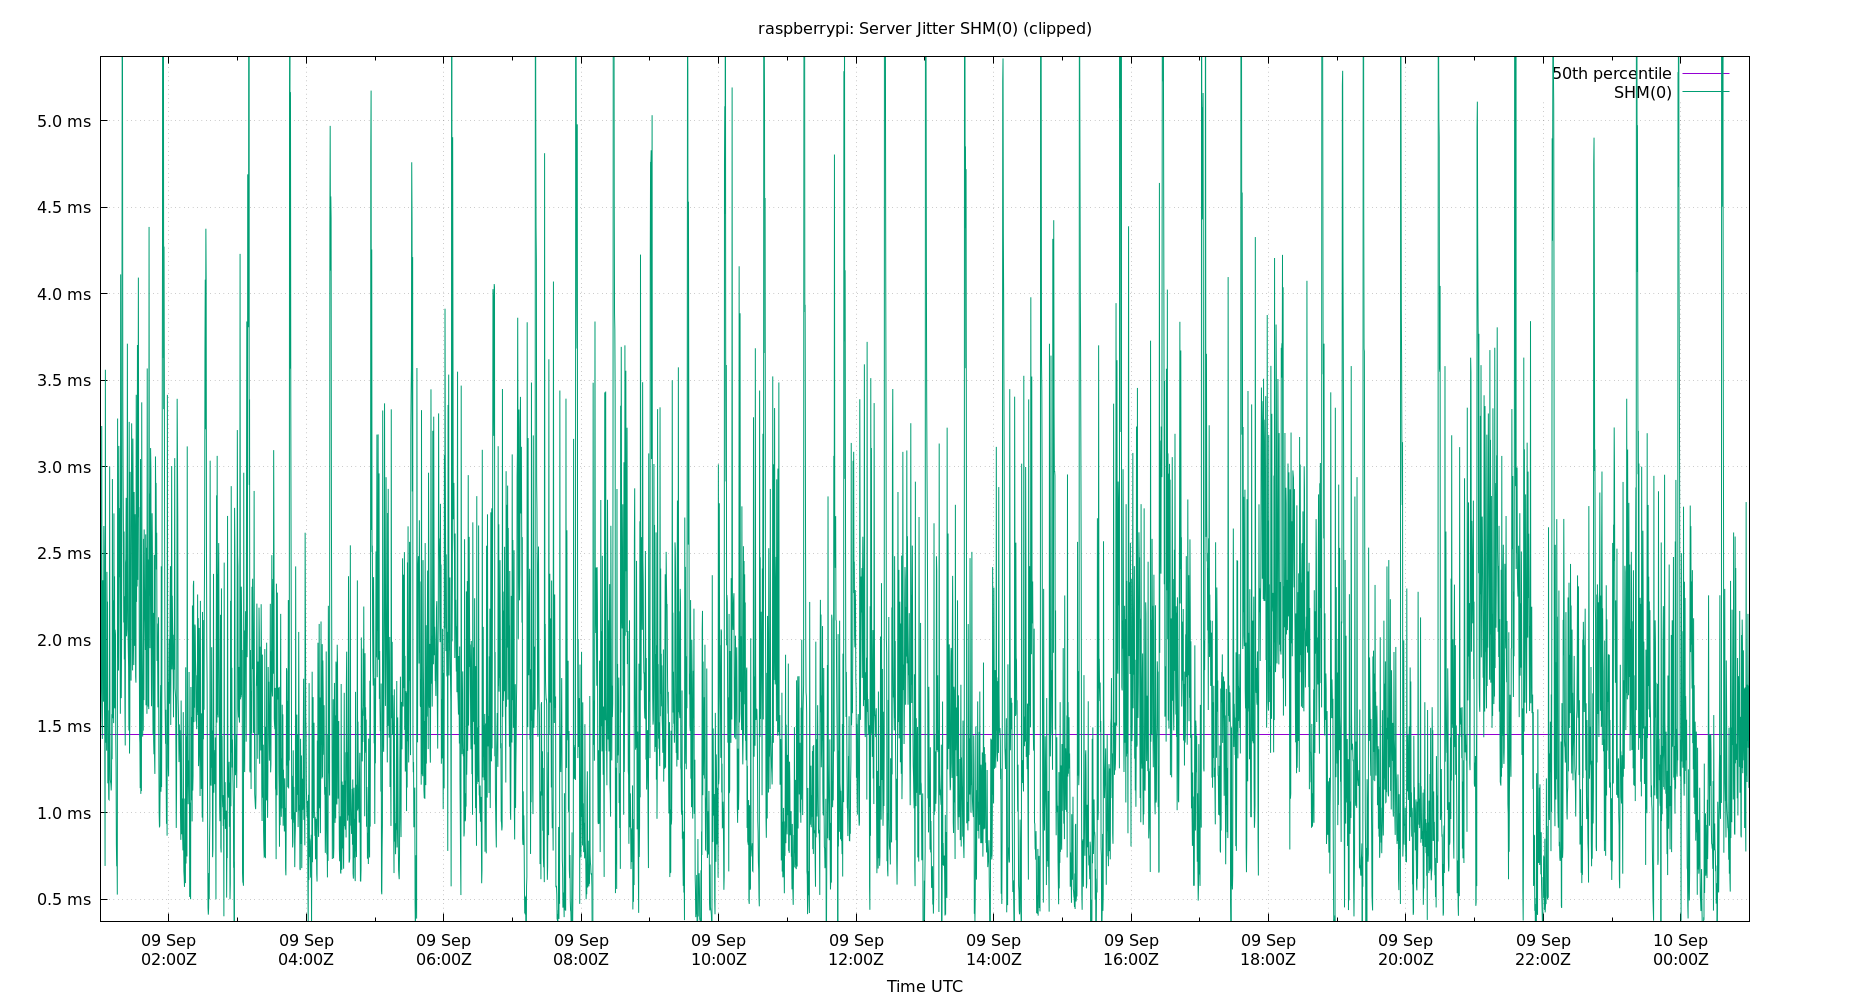 raspberrypi: Server Jitter SHM(0) (clipped)
50th percentile
SHM(0)
5.0 ms
4.5 ms
4.0 ms
3.5 ms
3.0 ms
2.5 ms
2.0 ms
1.5 ms
1.0 ms
0.5 ms
09 Sep 09 Sep 09 Sep 09 Sep 09 Sep 09 Sep 09 Sep 09 Sep 09 Sep 09 Sep 09 Sep 10 Sep
02:00Z 04:00Z 06:00Z 08:00Z 10:00Z 12:00Z 14:00Z 16:00Z 18:00Z 20:00Z 22:00Z 00:00Z
Time UTC